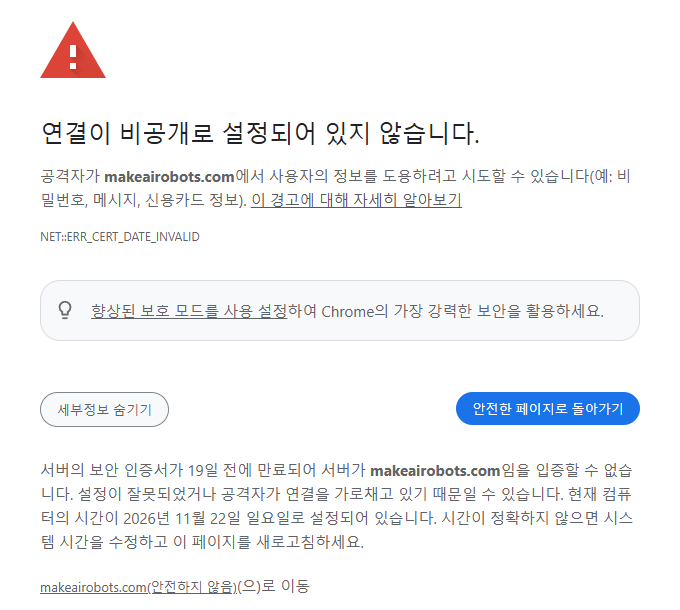 연결이 비공개로 설정되어 있지 않습니다.
공격자가 makeairobots.com에서 사용자의 정보를 도용하려고 시도할 수 있습니다(예: 비
밀번호, 메시지, 신용카드 정보). 이 경고에 대해 자세히 알아보기
NET::ERR_CERT_DATE_INVALID
향상된 보호 모드를 사용 설정하여 Chrome의 가장 강력한 보안을 활용하세요.
세부정보 숨기기
안전한 페이지로 돌아가기
서버의 보안 인증서가 19일 전에 만료되어 서버가 makeairobots.com임을 입증할 수 없습
니다. 설정이 잘못되었거나 공격자가 연결을 가로채고 있기 때문일 수 있습니다. 현재 컴퓨
터의 시간이 2026년 11월 22일 일요일로 설정되어 있습니다. 시간이 정확하지 않으면 시스
템 시간을 수정하고 이 페이지를 새로고침하세요.
makeairobots.com(안전하지 않음)(으)로 이동